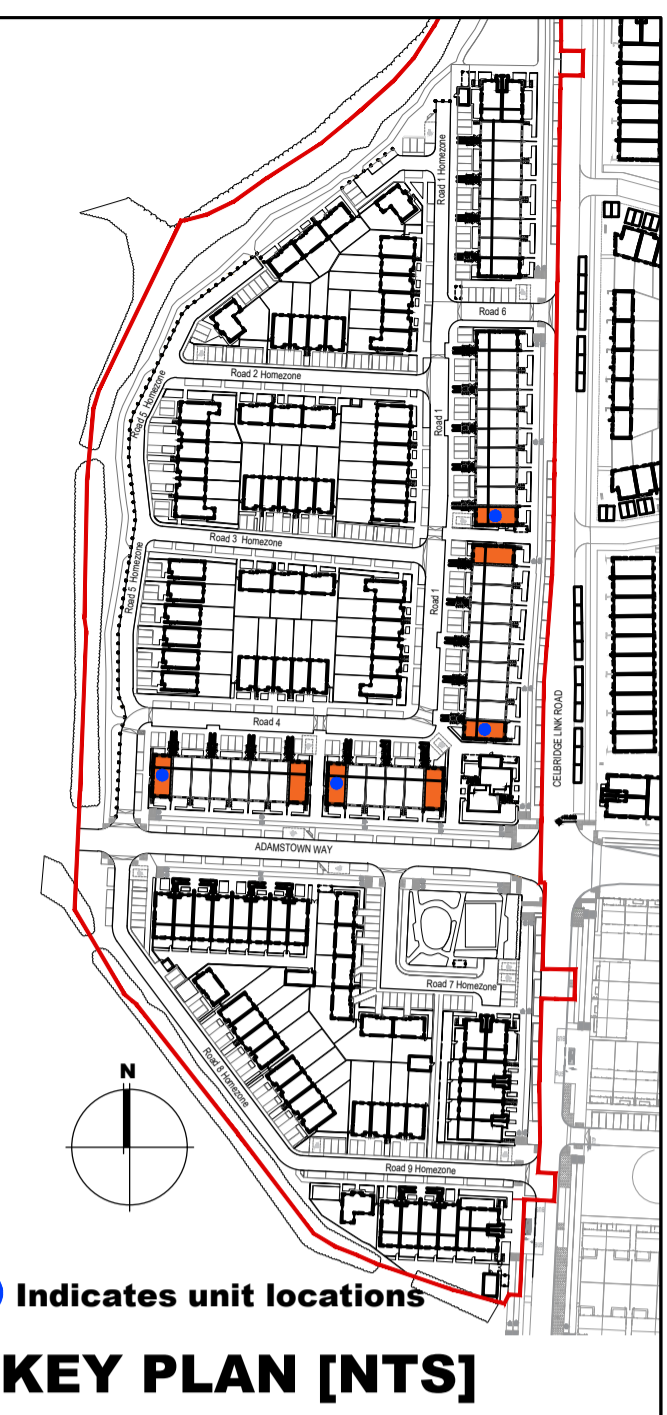 Road 1 Homezone
Road 6
Road 2 Homezone
Road 5 Homezone
Road 1
Road 3 Homezone
Road 5 Homezone
Road 1
Road 4
CELBRIDGE LINK ROAD
ADAMSTOWN WAY
Road 7 Homezone
Road 8 Homezone
N
Road 9 Homezone
Indicates unit locations
KEY PLAN [NTS]